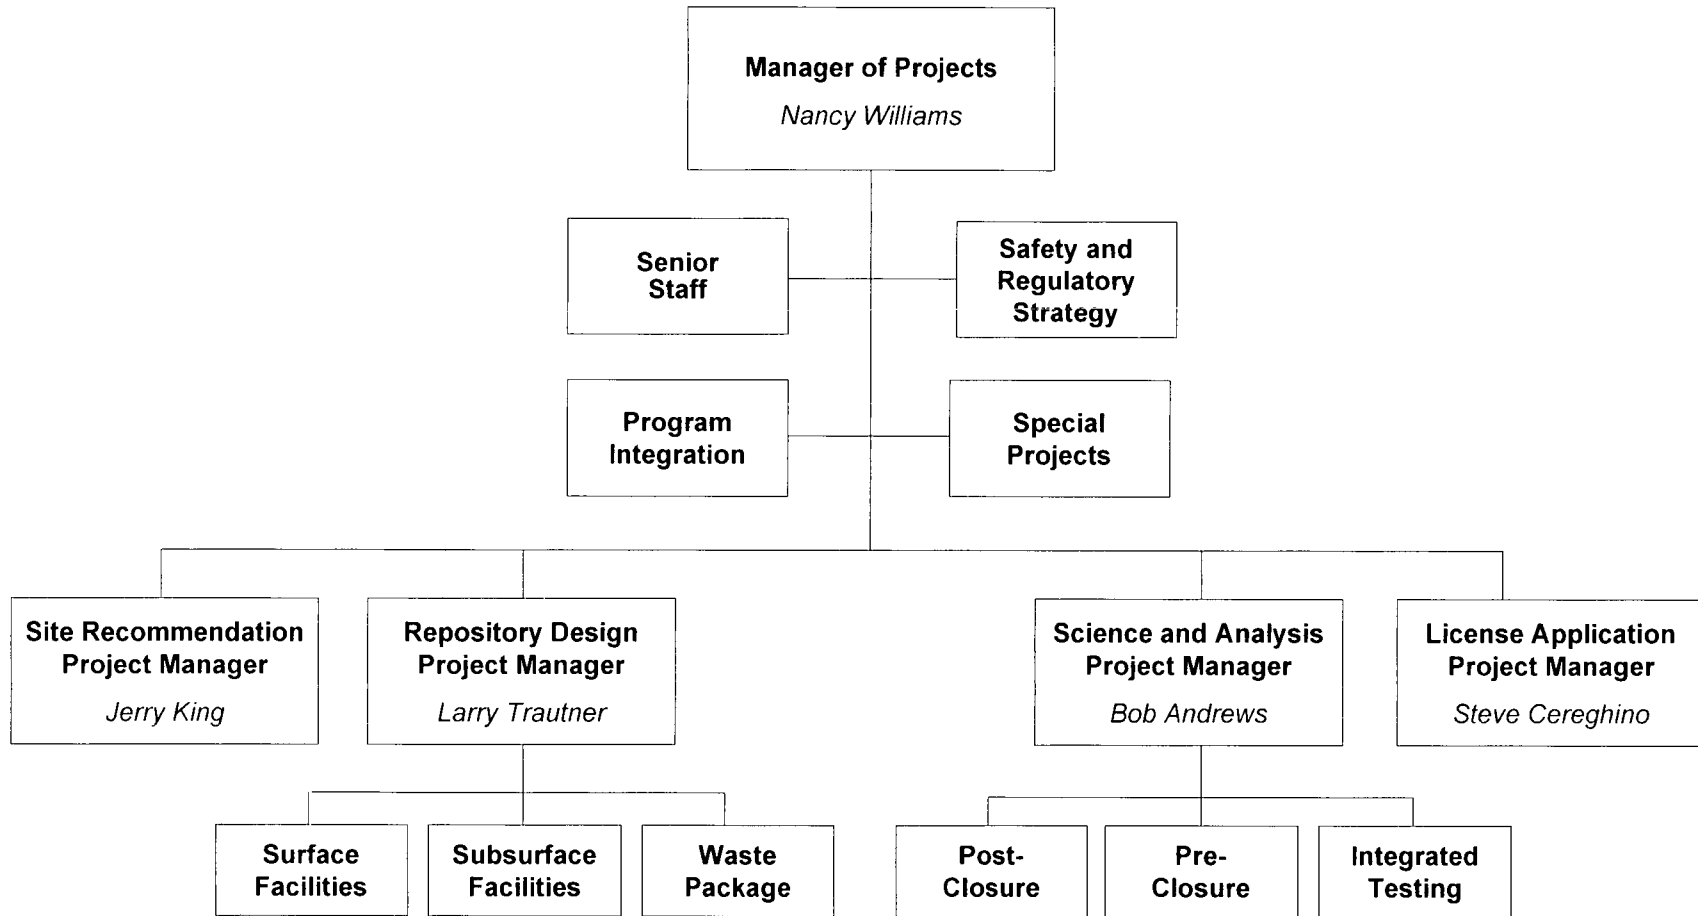 Manager of Projects
Nancy Williams
Senior
Staff
Safety and
Regulatory
Strategy
Program
Integration
Special
Projects
Site Recommendation
Project Manager
Jerry King
Repository Design
Project Manager
Larry Trautner
Science and Analysis
Project Manager
Bob Andrews
License Application
Project Manager
Steve Cereghino
Surface
Facilities
Subsurface
Facilities
Waste
Package
Post-
Closure
Pre-
Closure
Integrated
Testing